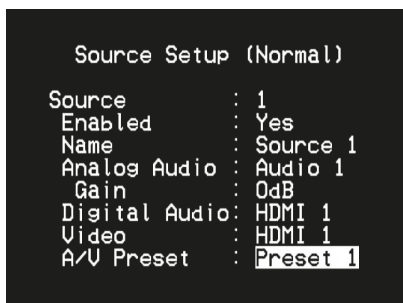 Source Setup (Normal)
Source : 1
Enabled : Yes
Name : Source 1
Analog Audio : Audio 1
Gain : 0dB
Digital Audio: HDMI 1
Video : HDMI 1
A/V Preset : Preset 1